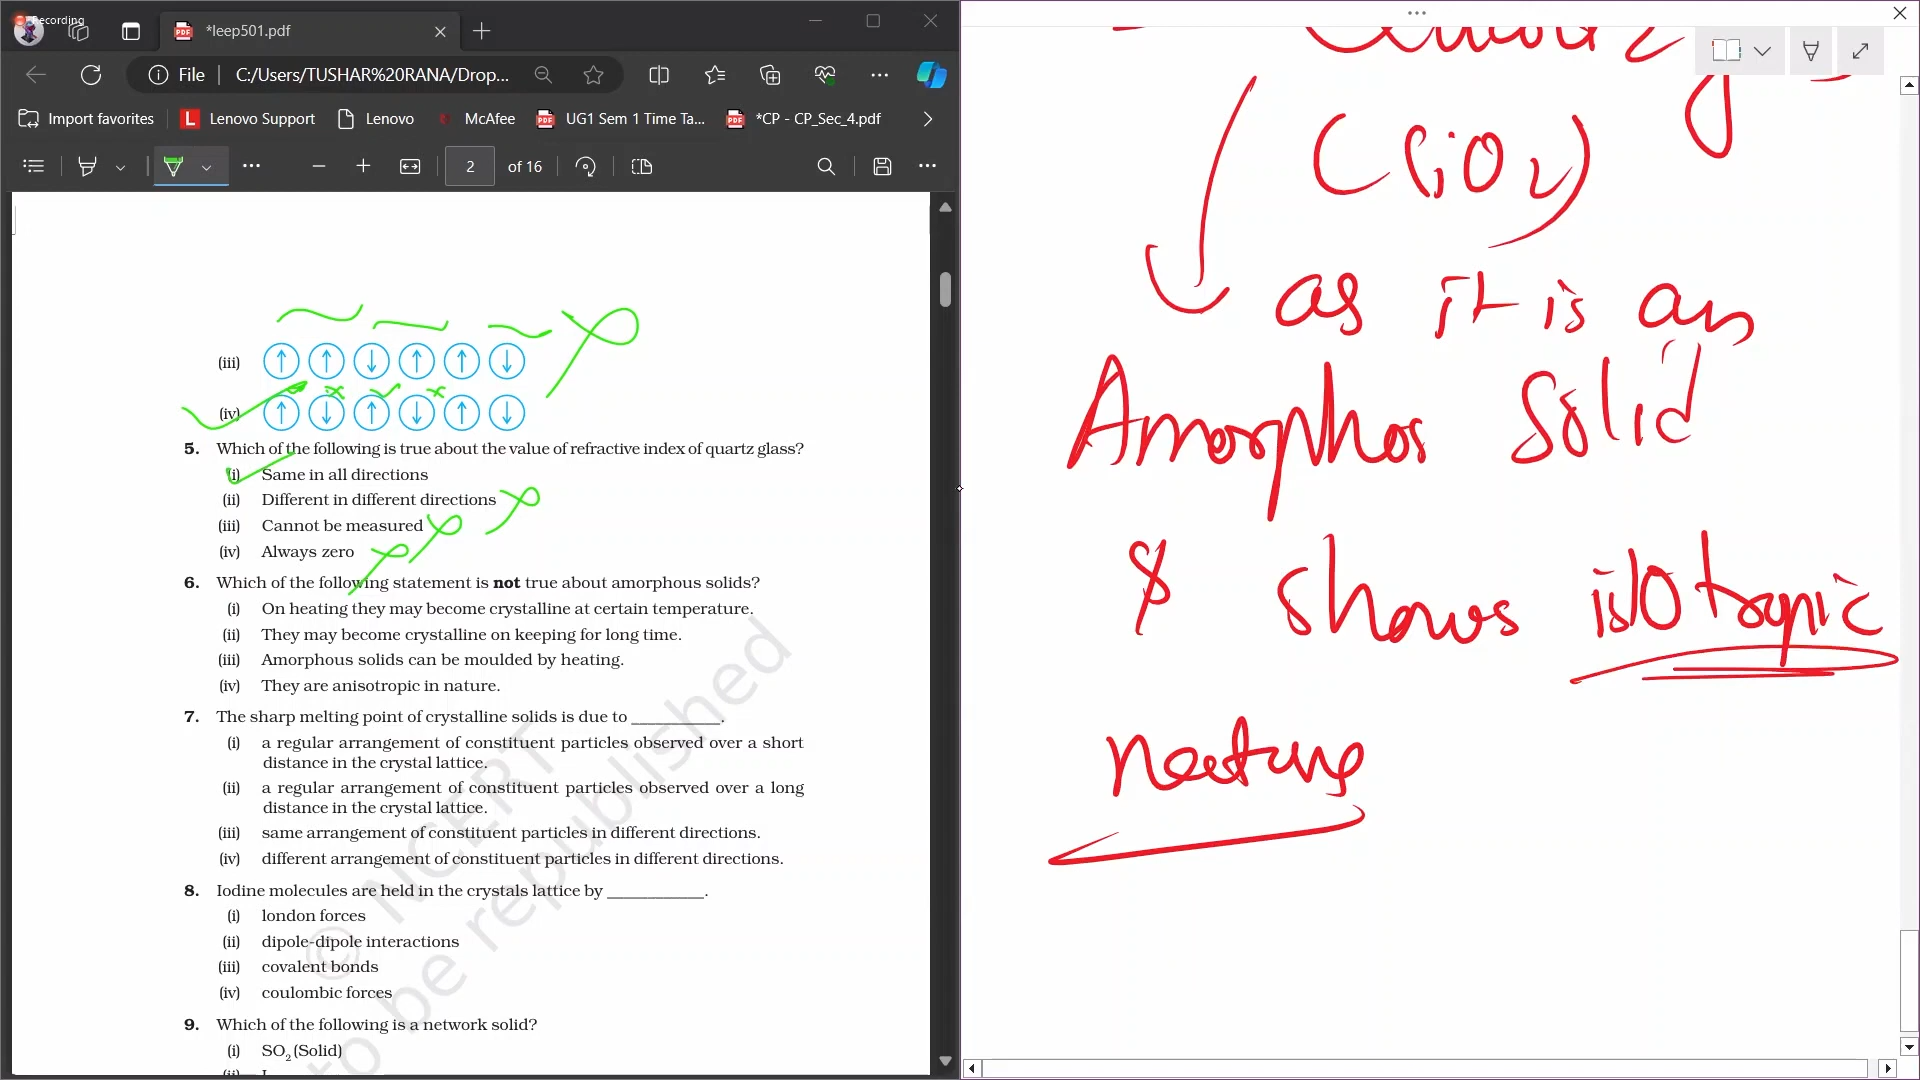 Recording
*leep501.pdf
File
C:/Users/TUSHAR%20RANA/Drop...
Import favorites
L Lenovo Support
Lenovo
McAfee
UG1 Sem 1 Time Ta...
*CP - CP_Sec_4.pdf
2 of 16
(iii) ↑ ↑ ↓ ↑ ↑ ↓
(iv) ↑ ↓ ↑ ↓ ↑ ↓
5. Which of the following is true about the value of refractive index of quartz glass?
(i) Same in all directions
(ii) Different in different directions
(iii) Cannot be measured
(iv) Always zero
6. Which of the following statement is not true about amorphous solids?
(i) On heating they may become crystalline at certain temperature.
(ii) They may become crystalline on keeping for long time.
(iii) Amorphous solids can be moulded by heating.
(iv) They are anisotropic in nature.
7. The sharp melting point of crystalline solids is due to ___________.
(i) a regular arrangement of constituent particles observed over a short
distance in the crystal lattice.
(ii) a regular arrangement of constituent particles observed over a long
distance in the crystal lattice.
(iii) same arrangement of constituent particles in different directions.
(iv) different arrangement of constituent particles in different directions.
8. Iodine molecules are held in the crystals lattice by ____________.
(i) london forces
(ii) dipole-dipole interactions
(iii) covalent bonds
(iv) coulombic forces
9. Which of the following is a network solid?
(i) SO2 (Solid)
© NCERT
to be republished
(SiO2)
as it is an
Amorphos Solid
& shows isotropic
nature